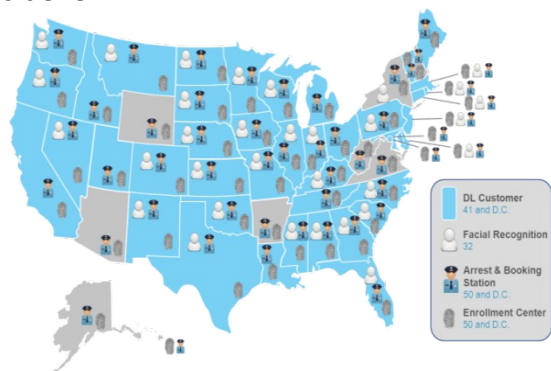 DL Customer
41 and D.C.
Facial Recognition
32
Arrest & Booking
Station
50 and D.C.
Enrollment Center
50 and D.C.